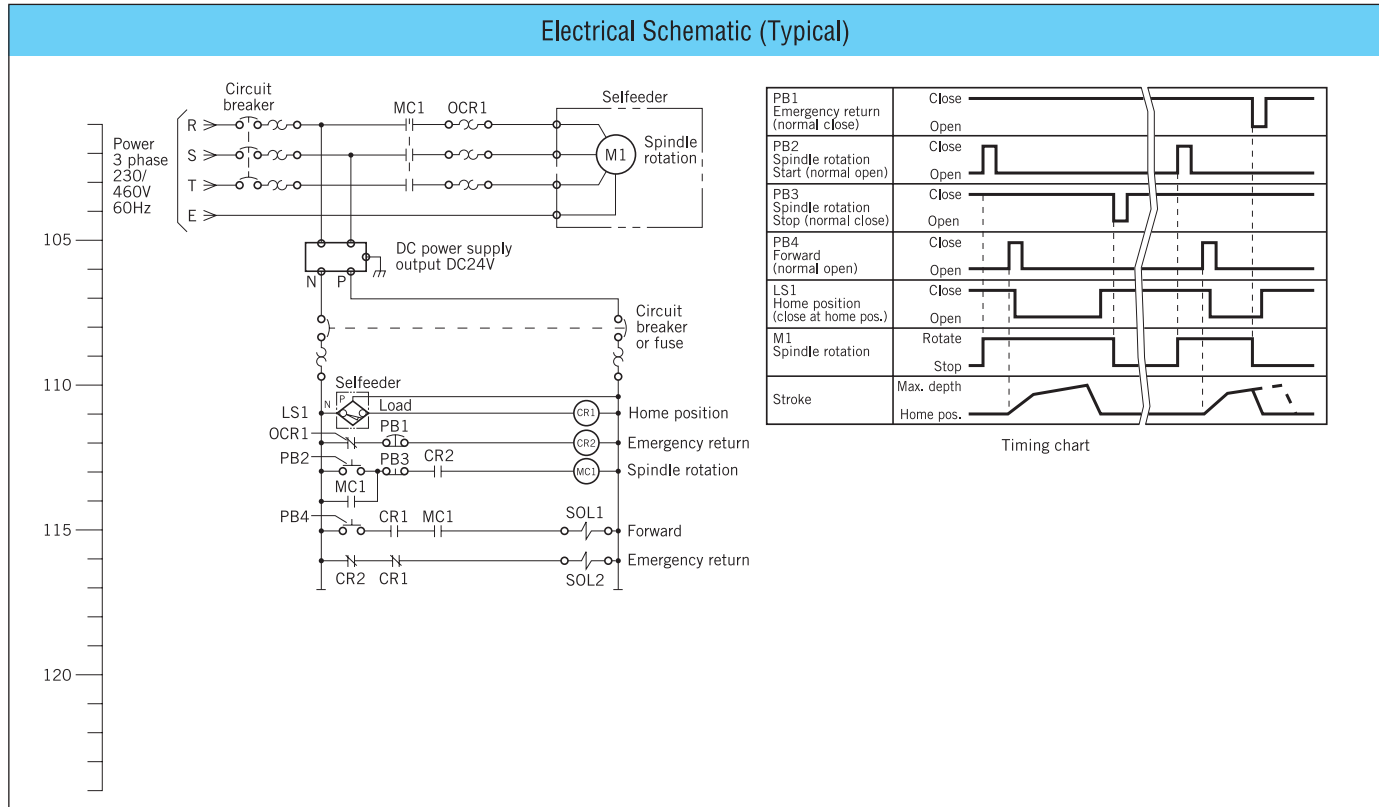 Electrical Schematic (Typical)
Circuit
breaker
MC1
OCR1
Selfeeder
R
S
T
E
Power
3 phase
230/
460V
60Hz
M1
Spindle
rotation
105
DC power supply
output DC24V
N
P
Circuit
breaker
or fuse
110
Selfeeder
P
N
LS1
Load
CR1
Home position
OCR1
PB1
CR2
Emergency return
PB2
PB3
CR2
MC1
Spindle rotation
MC1
PB4
CR1
MC1
SOL1
Forward
115
CR2
CR1
SOL2
Emergency return
120
PB1
Emergency return
(normal close)
Close
Open
PB2
Spindle rotation
Start (normal open)
Close
Open
PB3
Spindle rotation
Stop (normal close)
Close
Open
PB4
Forward
(normal open)
Close
Open
LS1
Home position
(close at home pos.)
Close
Open
M1
Spindle rotation
Rotate
Stop
Stroke
Max. depth
Home pos.
Timing chart